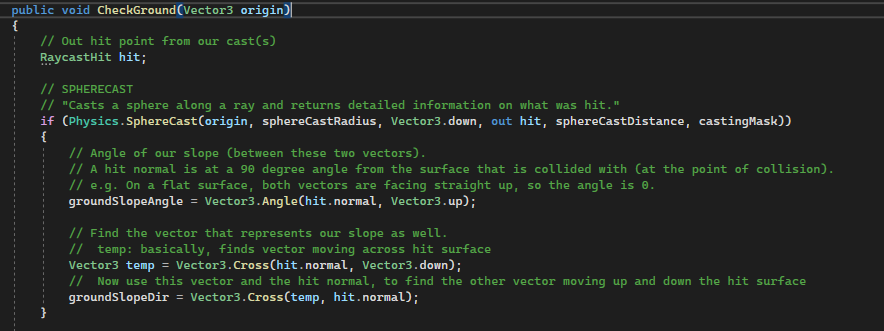 public void CheckGround(Vector3 origin)
{
// Out hit point from our cast(s)
RaycastHit hit;
// SPHERECAST
// "Casts a sphere along a ray and returns detailed information on what was hit."
if (Physics.SphereCast(origin, sphereCastRadius, Vector3.down, out hit, sphereCastDistance, castingMask))
{
// Angle of our slope (between these two vectors).
// A hit normal is at a 90 degree angle from the surface that is collided with (at the point of collision).
// e.g. On a flat surface, both vectors are facing straight up, so the angle is 0.
groundSlopeAngle = Vector3.Angle(hit.normal, Vector3.up);
// Find the vector that represents our slope as well.
//  temp: basically, finds vector moving across hit surface
Vector3 temp = Vector3.Cross(hit.normal, Vector3.down);
//  Now use this vector and the hit normal, to find the other vector moving up and down the hit surface
groundSlopeDir = Vector3.Cross(temp, hit.normal);
}